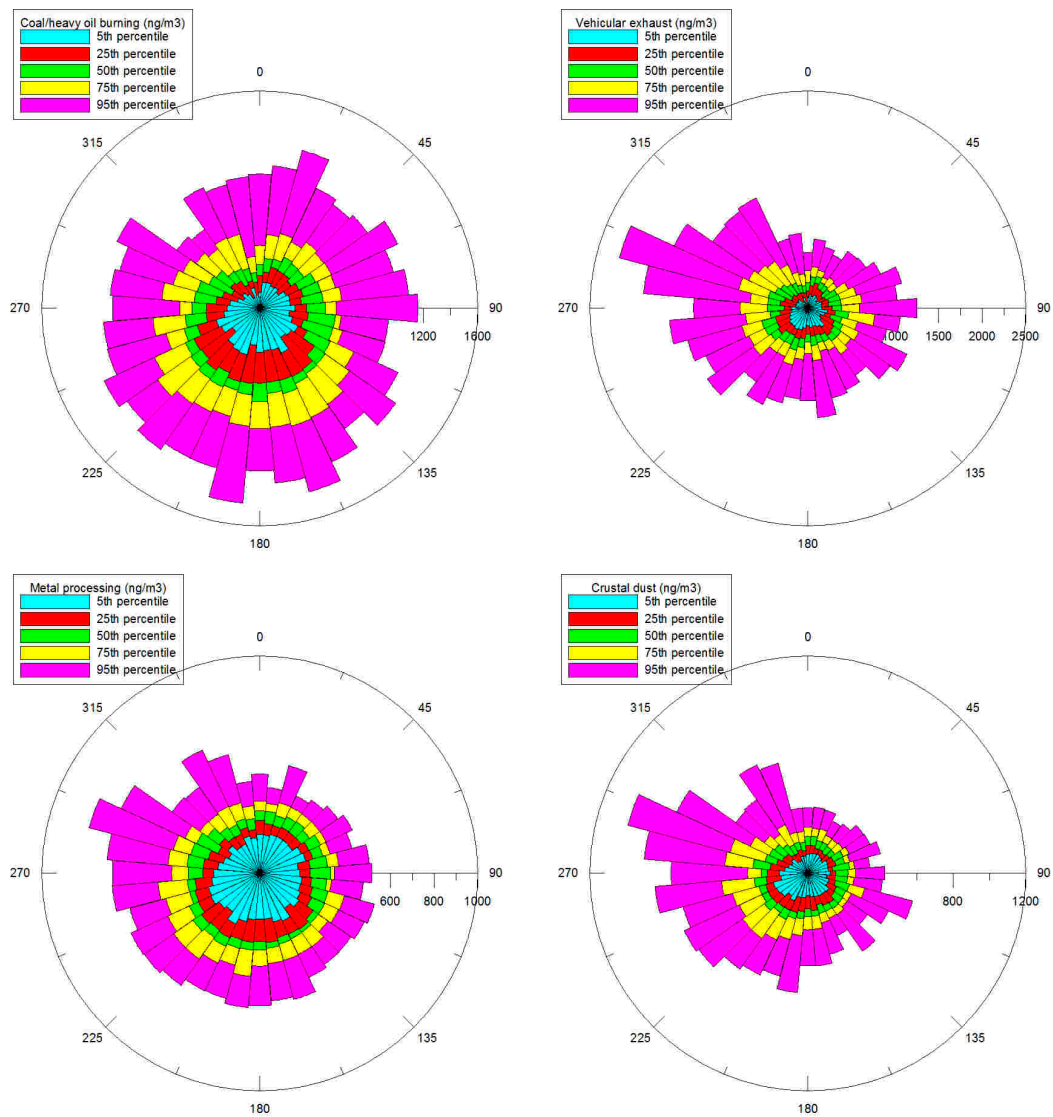 Coal/heavy oil burning (ng/m3)
5th percentile
25th percentile
50th percentile
75th percentile
95th percentile
0
45
90
135
180
225
270
315
1200
1600
Vehicular exhaust (ng/m3)
5th percentile
25th percentile
50th percentile
75th percentile
95th percentile
0
45
90
135
180
225
270
315
1000
1500
2000
2500
Metal processing (ng/m3)
5th percentile
25th percentile
50th percentile
75th percentile
95th percentile
0
45
90
135
180
225
270
315
600
800
1000
Crustal dust (ng/m3)
5th percentile
25th percentile
50th percentile
75th percentile
95th percentile
0
45
90
135
180
225
270
315
800
1200